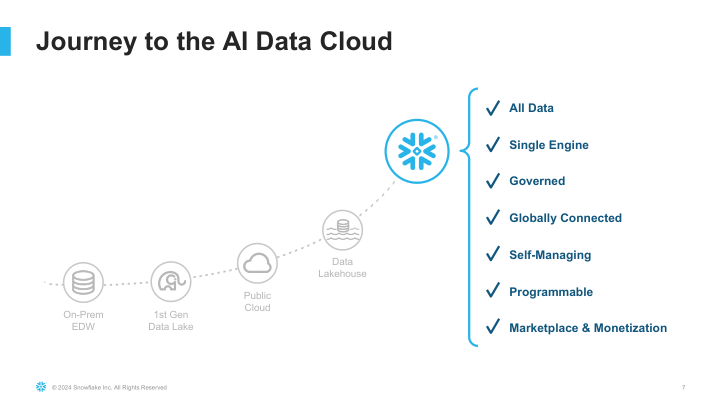 Journey to the AI Data Cloud
All Data
Single Engine
Governed
Globally Connected
Self-Managing
Programmable
Marketplace & Monetization
On-Prem
EDW
1st Gen
Data Lake
Public
Cloud
Data
Lakehouse
®
© 2024 Snowflake Inc. All Rights Reserved
7